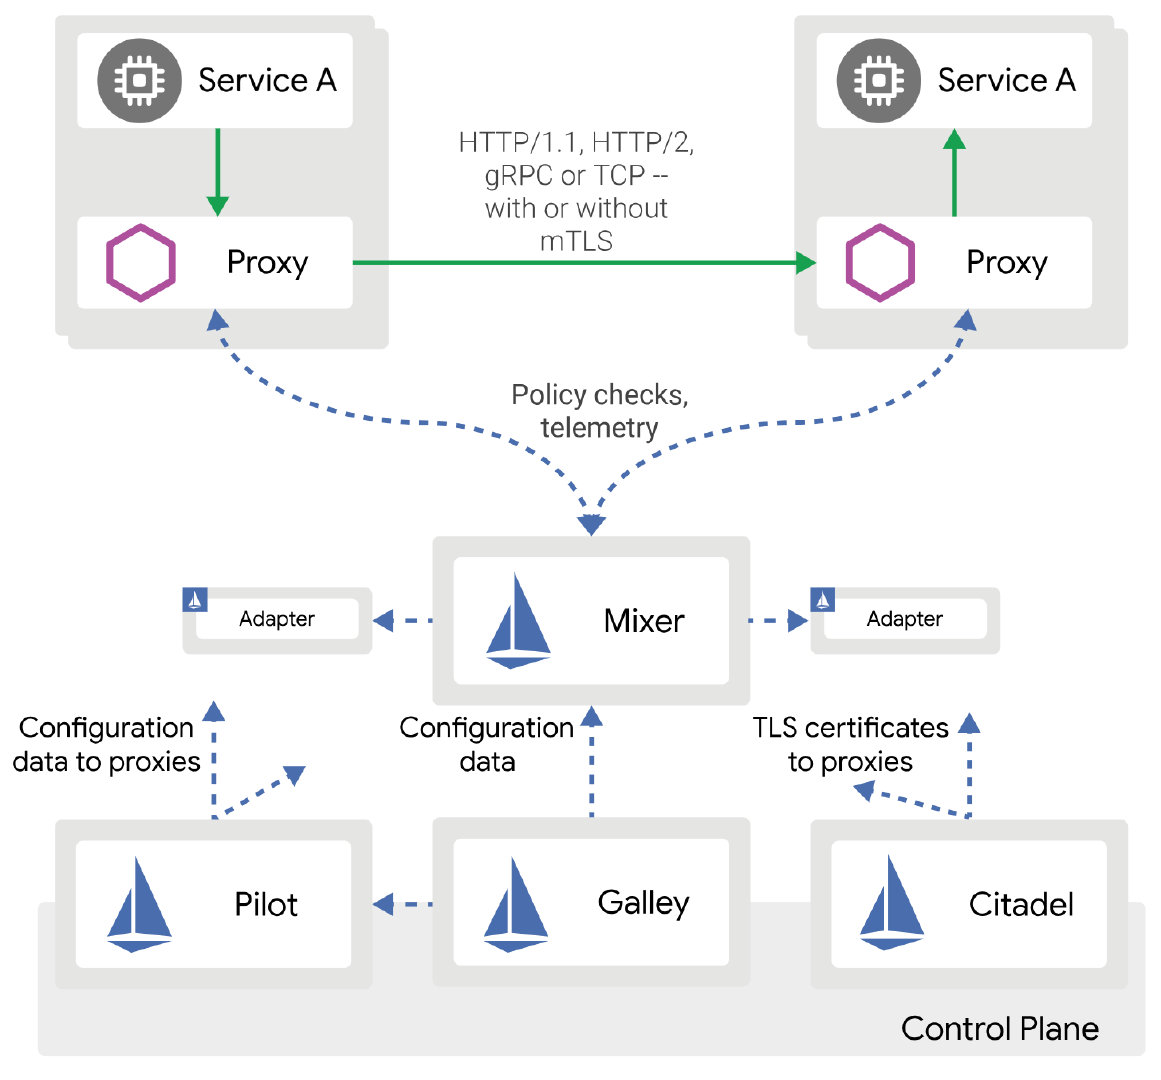 Service A
Service A
HTTP/1.1, HTTP/2,
gRPC or TCP --
with or without
mTLS
Proxy
Proxy
Policy checks,
telemetry
Adapter
Mixer
Adapter
Configuration
data to proxies
Configuration
data
TLS certificates
to proxies
Pilot
Galley
Citadel
Control Plane